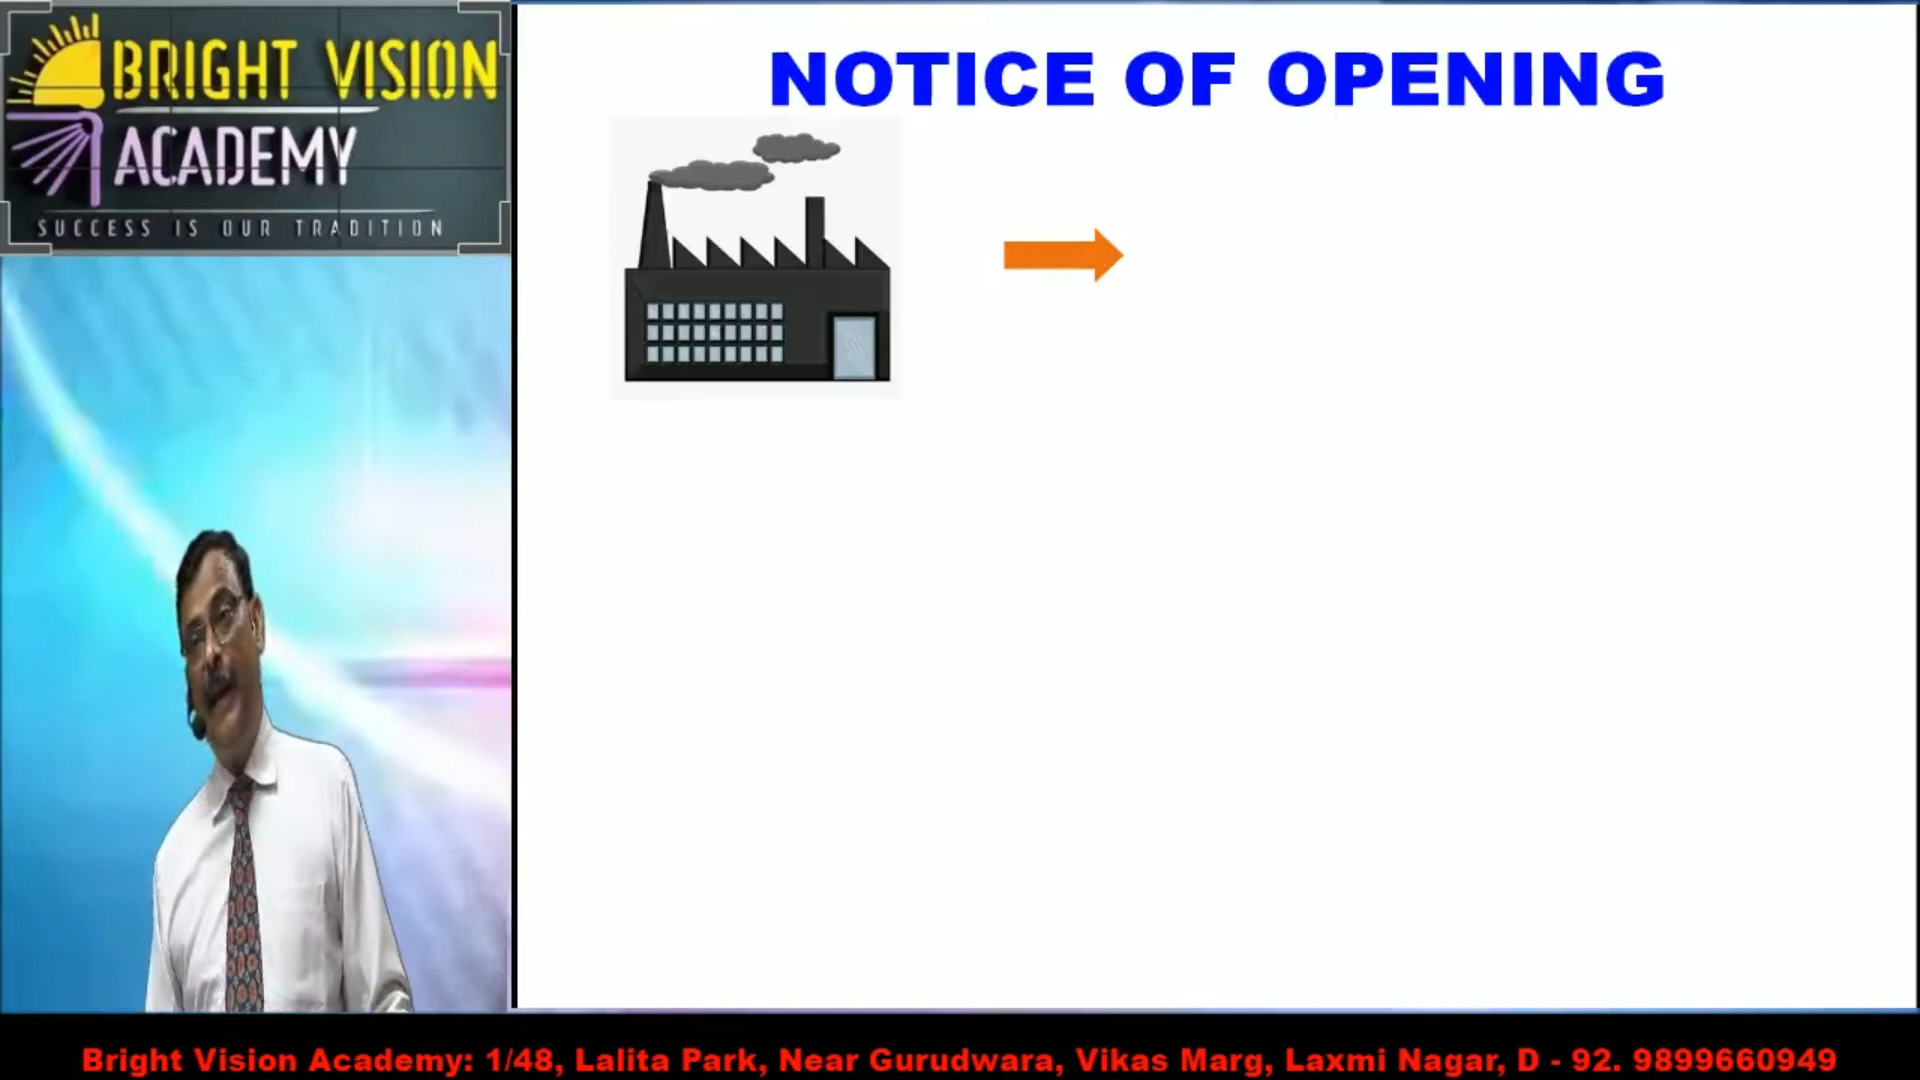 BRIGHT VISION
ACADEMY
SUCCESS IS OUR TRADITION
NOTICE OF OPENING
Bright Vision Academy: 1/48, Lalita Park, Near Gurudwara, Vikas Marg, Laxmi Nagar, D - 92. 9899660949